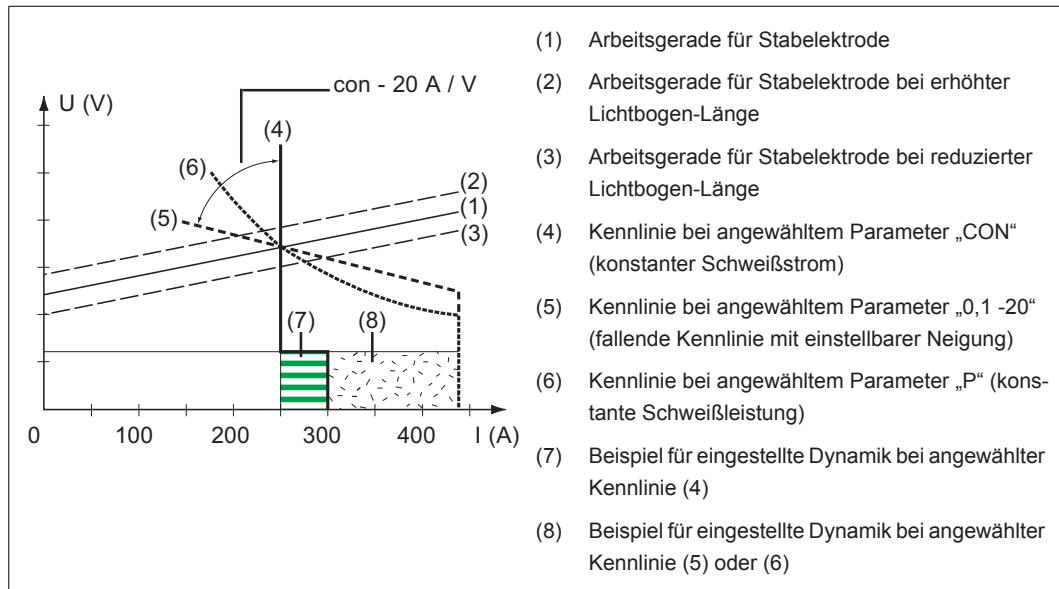 con - 20 A / V
U (V)
(4)
(6)
(5)
(2)
(1)
(3)
(7)
(8)
0
100
200
300
400
I (A)
(1) Arbeitsgerade für Stabelektrode
(2) Arbeitsgerade für Stabelektrode bei erhöhter
Lichtbogen-Länge
(3) Arbeitsgerade für Stabelektrode bei reduzierter
Lichtbogen-Länge
(4) Kennlinie bei angewähltem Parameter „CON“
(konstanter Schweißstrom)
(5) Kennlinie bei angewähltem Parameter „0,1 -20“
(fallende Kennlinie mit einstellbarer Neigung)
(6) Kennlinie bei angewähltem Parameter „P“ (kons-
tante Schweißleistung)
(7) Beispiel für eingestellte Dynamik bei angewählter
Kennlinie (4)
(8) Beispiel für eingestellte Dynamik bei angewählter
Kennlinie (5) oder (6)